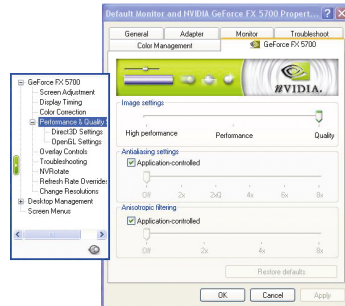 Default Monitor and NVIDIA GeForce FX 5700 Propert... ? X
General Adapter Monitor Troubleshoot
Color Management GeForce FX 5700
NVIDIA.
Image settings
High performance Performance Quality
Antialiasing settings
Application-controlled
Off 2x 2xQ 4x 6x 8x
Anisotropic filtering
Application-controlled
Off 2x 4x 8x
Restore defaults
OK Cancel Apply
GeForce FX 5700
Screen Adjustment
Display Timing
Color Correction
Performance & Quality
Direct3D Settings
OpenGL Settings
Overlay Controls
Troubleshooting
NVRotate
Refresh Rate Overrides
Change Resolutions
Desktop Management
Screen Menus